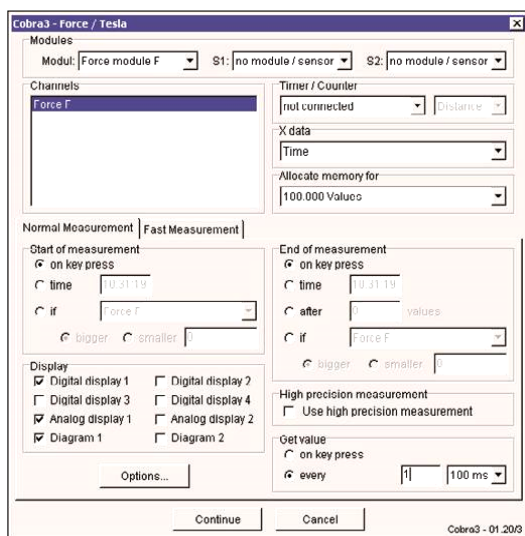 Cobra3 - Force / Tesla
Modules
Modul: Force module F S1: no module / sensor S2: no module / sensor
Channels
Force F
Timer / Counter
not connected Distance
X data
Time
Allocate memory for
100.000 Values
Normal Measurement Fast Measurement
Start of measurement
on key press
time 10:31:19
if Force F
bigger smaller 0
End of measurement
on key press
time 10:31:19
after 0 values
if Force F
bigger smaller 0
Display
Digital display 1 Digital display 2
Digital display 3 Digital display 4
Analog display 1 Analog display 2
Diagram 1 Diagram 2
Options...
High precision measurement
Use high precision measurement
Get value
on key press
every 1 100 ms
Continue Cancel
Cobra3 - 01.20/3